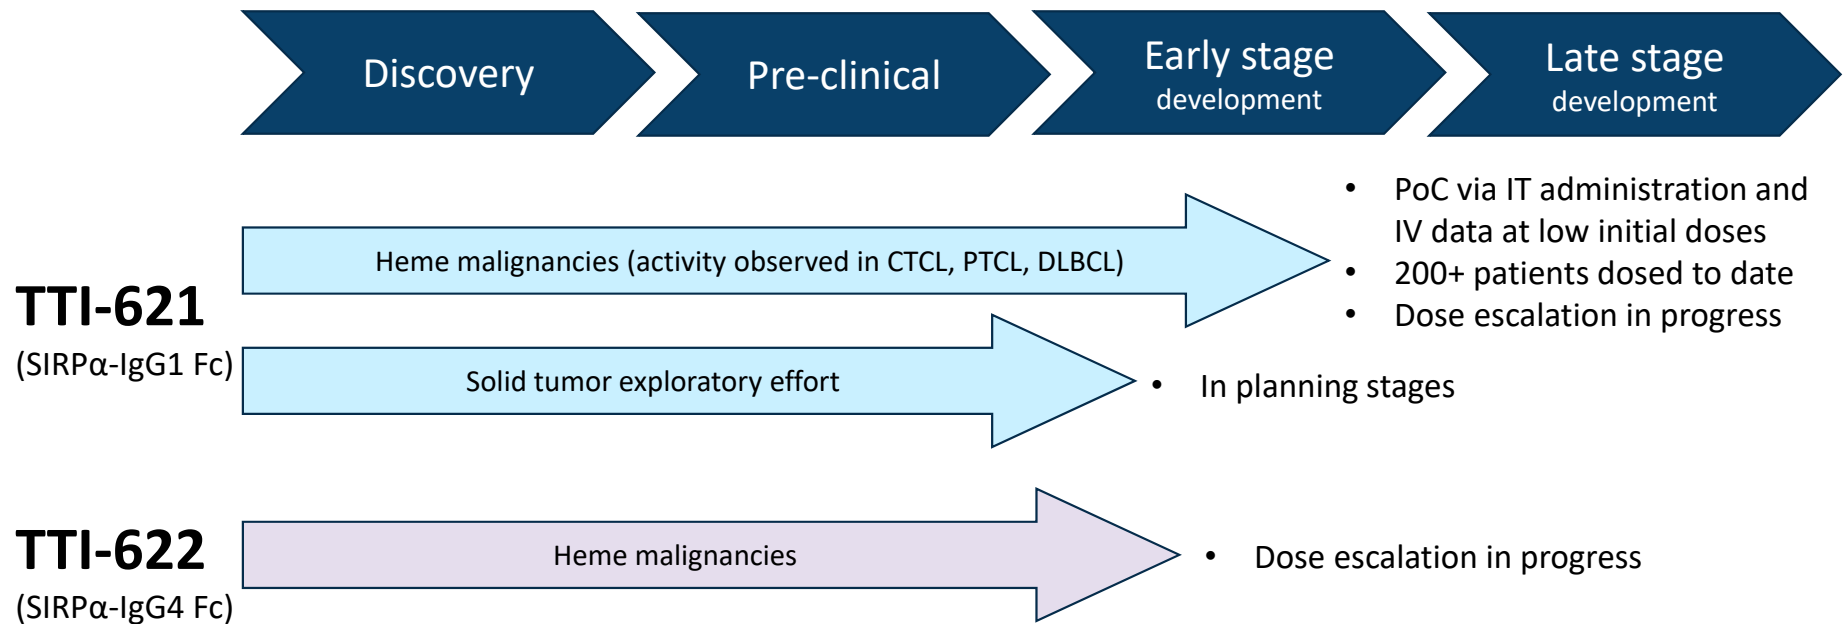 Discovery
Pre-clinical
Early stage
development
Late stage
development
TTI-621
(SIRPα-IgG1 Fc)
Heme malignancies (activity observed in CTCL, PTCL, DLBCL)
• PoC via IT administration and
IV data at low initial doses
• 200+ patients dosed to date
• Dose escalation in progress
Solid tumor exploratory effort
• In planning stages
TTI-622
(SIRPα-IgG4 Fc)
Heme malignancies
• Dose escalation in progress